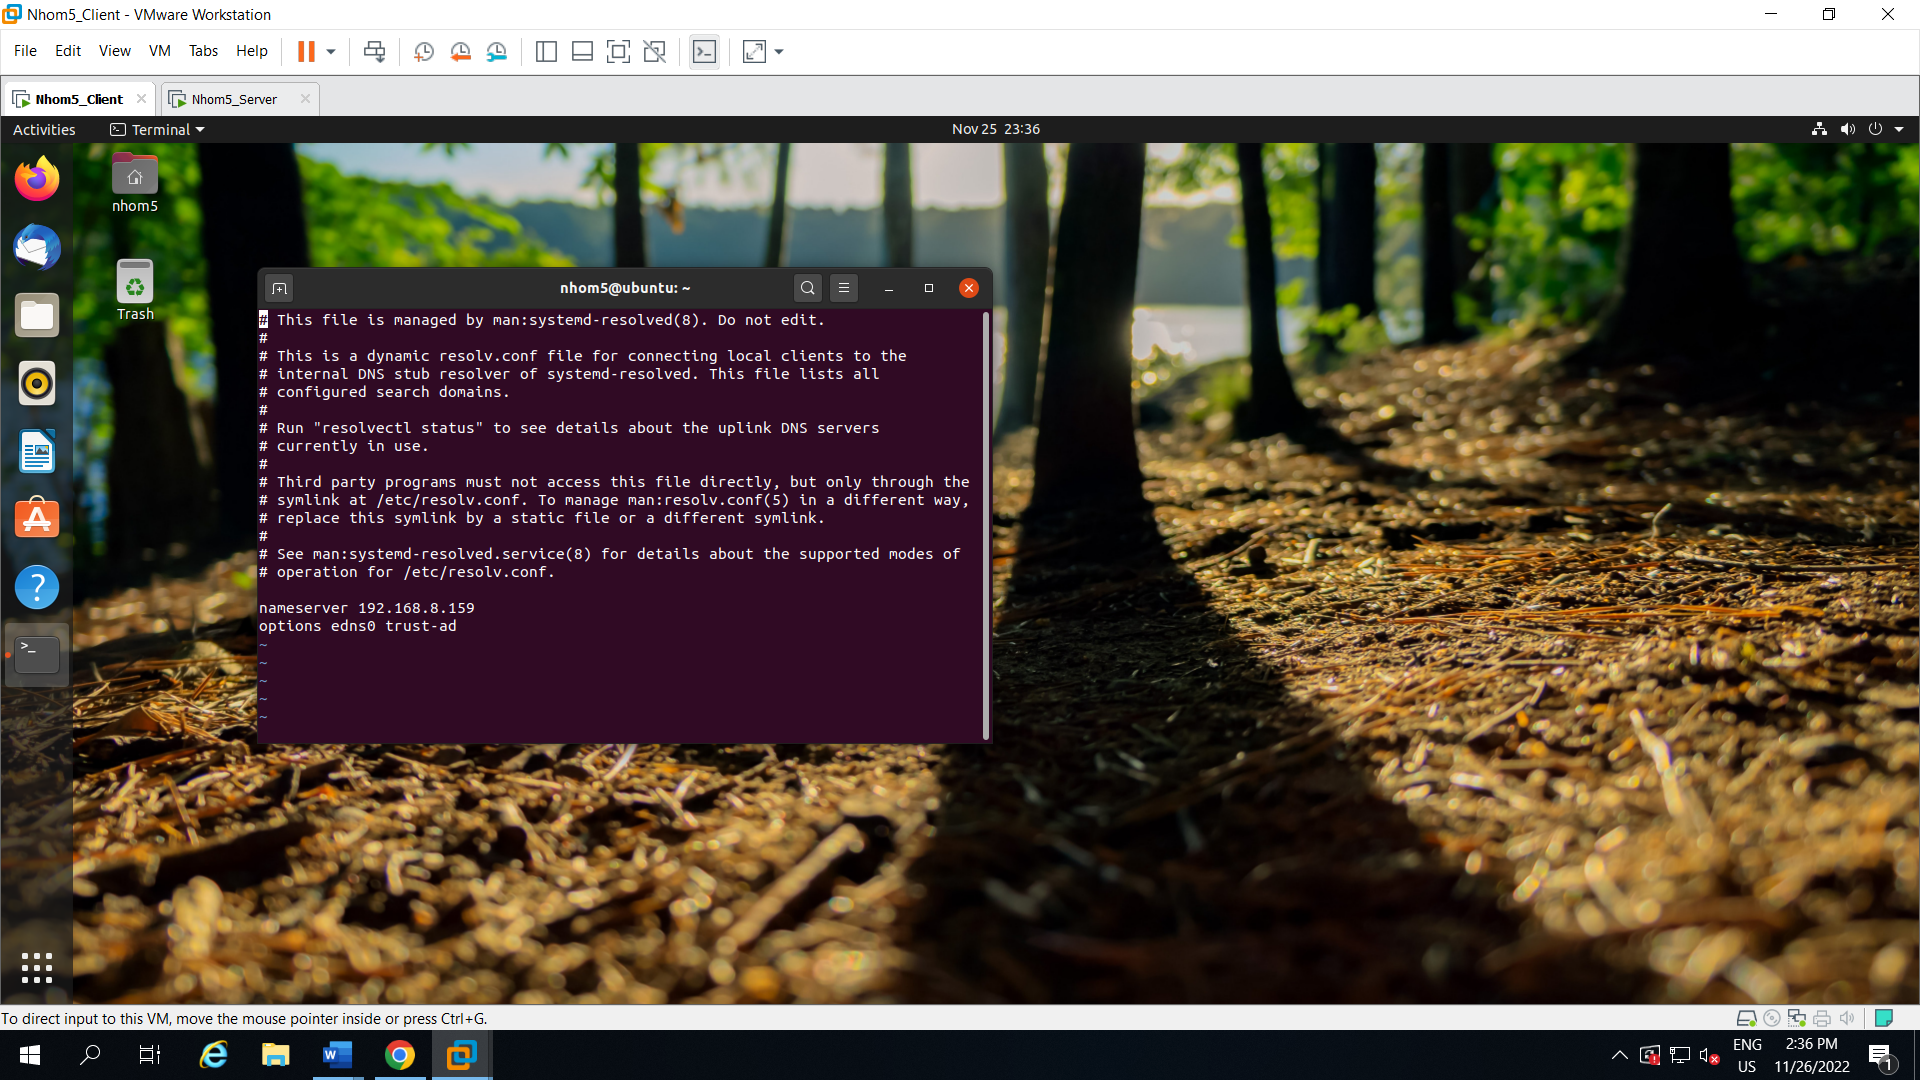 Nhom5_Client - VMware Workstation
File Edit View VM Tabs Help
Nhom5_Client Nhom5_Server
Activities Terminal Nov 25 23:36
nhom5
Trash
nhom5@ubuntu: ~
# This file is managed by man:systemd-resolved(8). Do not edit.
#
# This is a dynamic resolv.conf file for connecting local clients to the
# internal DNS stub resolver of systemd-resolved. This file lists all
# configured search domains.
#
# Run "resolvectl status" to see details about the uplink DNS servers
# currently in use.
#
# Third party programs must not access this file directly, but only through the
# symlink at /etc/resolv.conf. To manage man:resolv.conf(5) in a different way,
# replace this symlink by a static file or a different symlink.
#
# See man:systemd-resolved.service(8) for details about the supported modes of
# operation for /etc/resolv.conf.
nameserver 192.168.8.159
options edns0 trust-ad
~
~
~
~
~
To direct input to this VM, move the mouse pointer inside or press Ctrl+G.
ENG
US
2:36 PM
11/26/2022
1